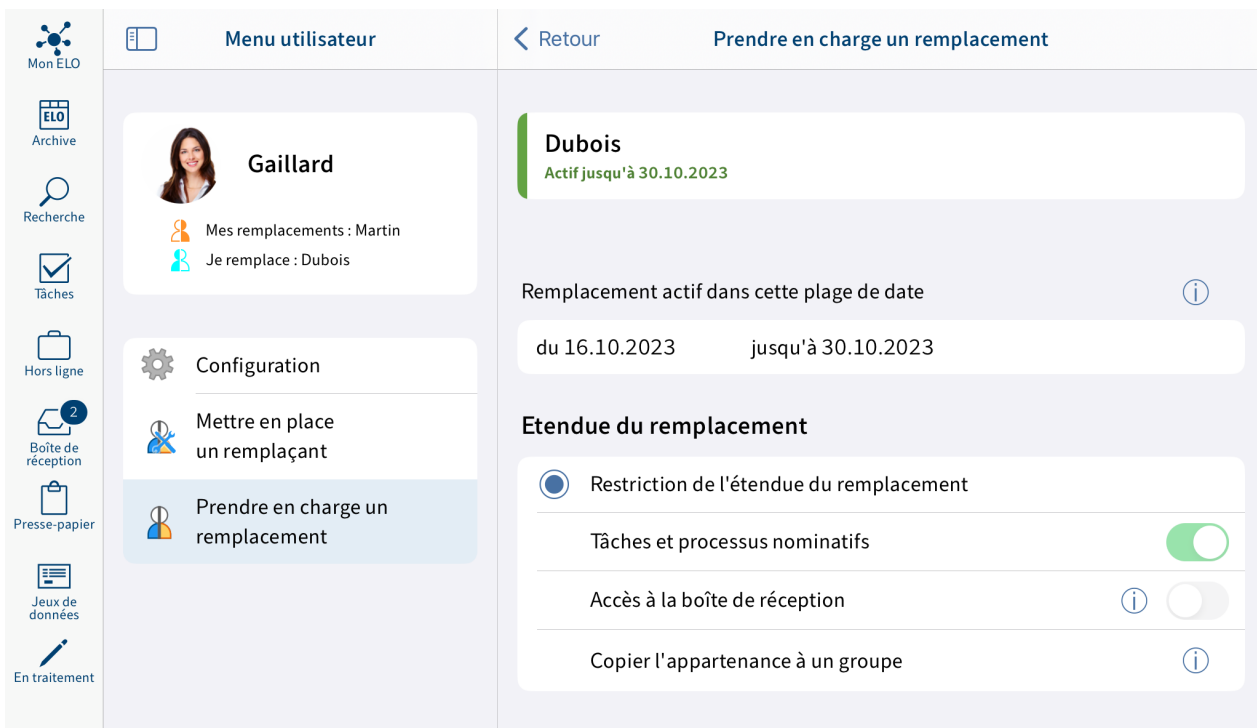 Mon ELO
ELO
Archive
Recherche
Tâches
Hors ligne
2
Boîte de
réception
Presse-papier
Jeux de
données
En traitement
Menu utilisateur
Gaillard
Mes remplacements : Martin
Je remplace : Dubois
Configuration
Mettre en place
un remplaçant
Prendre en charge un
remplacement
Retour
Prendre en charge un remplacement
Dubois
Actif jusqu'à 30.10.2023
Remplacement actif dans cette plage de date
du 16.10.2023 jusqu'à 30.10.2023
Etendue du remplacement
Restriction de l'étendue du remplacement
Tâches et processus nominatifs
Accès à la boîte de réception
Copier l'appartenance à un groupe